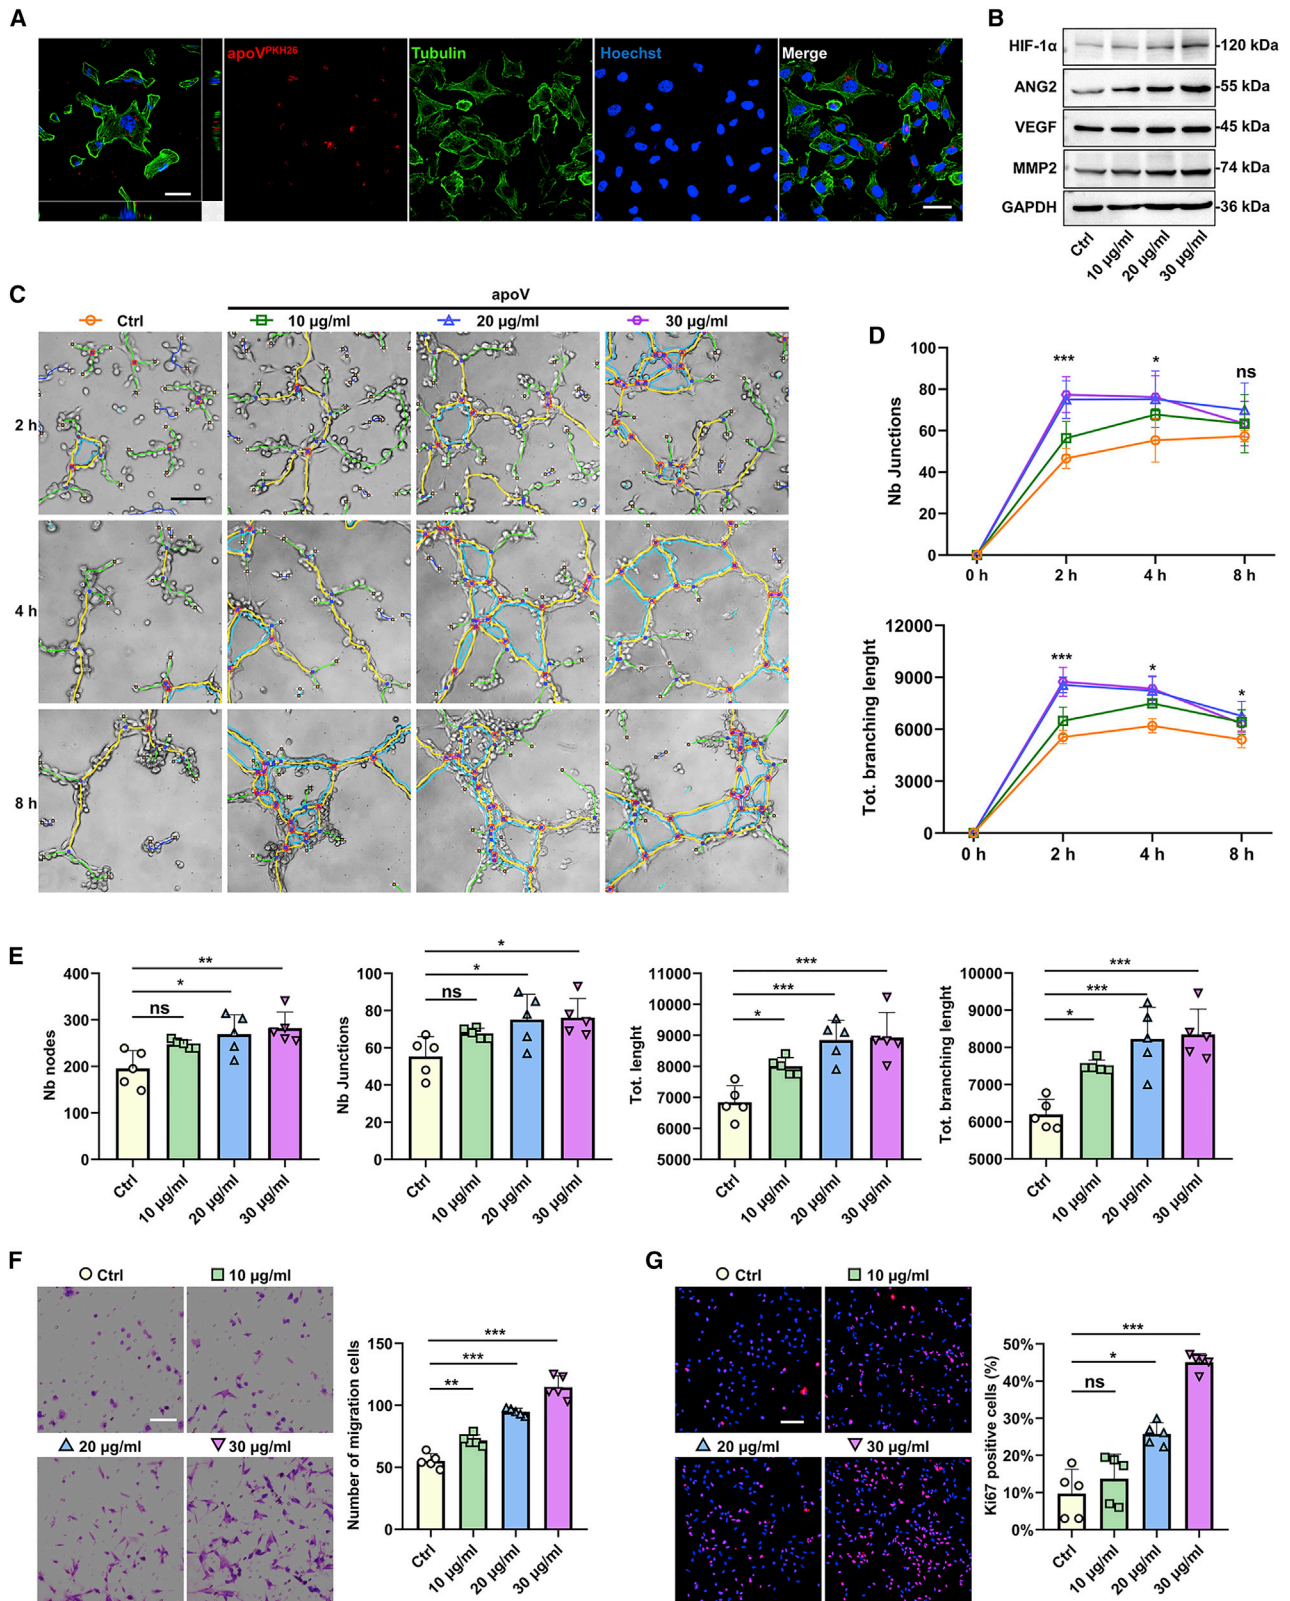 A
apoVPKH26
Tubulin
Hoechst
Merge
B
HIF-1α
-120 kDa
ANG2
-55 kDa
VEGF
-45 kDa
MMP2
-74 kDa
GAPDH
-36 kDa
Ctrl
10 μg/ml
20 μg/ml
30 μg/ml
C
apoV
Ctrl
10 μg/ml
20 μg/ml
30 μg/ml
2 h
4 h
8 h
D
Nb Junctions
100
80
60
40
20
0
***
*
ns
0 h
2 h
4 h
8 h
Tot. branching lenght
12000
9000
6000
3000
0
***
*
*
0 h
2 h
4 h
8 h
E
Nb nodes
400
300
200
100
0
**
*
ns
Ctrl
10 μg/ml
20 μg/ml
30 μg/ml
Nb Junctions
100
80
60
40
20
0
*
*
ns
Ctrl
10 μg/ml
20 μg/ml
30 μg/ml
Tot. lenght
11000
10000
9000
8000
7000
6000
5000
***
***
*
Ctrl
10 μg/ml
20 μg/ml
30 μg/ml
Tot. branching lenght
10000
9000
8000
7000
6000
5000
***
***
*
Ctrl
10 μg/ml
20 μg/ml
30 μg/ml
F
Ctrl
10 μg/ml
20 μg/ml
30 μg/ml
Number of migration cells
150
100
50
0
***
***
**
Ctrl
10 μg/ml
20 μg/ml
30 μg/ml
G
Ctrl
10 μg/ml
20 μg/ml
30 μg/ml
Ki67 positive cells (%)
50%
40%
30%
20%
10%
0%
***
*
ns
Ctrl
10 μg/ml
20 μg/ml
30 μg/ml